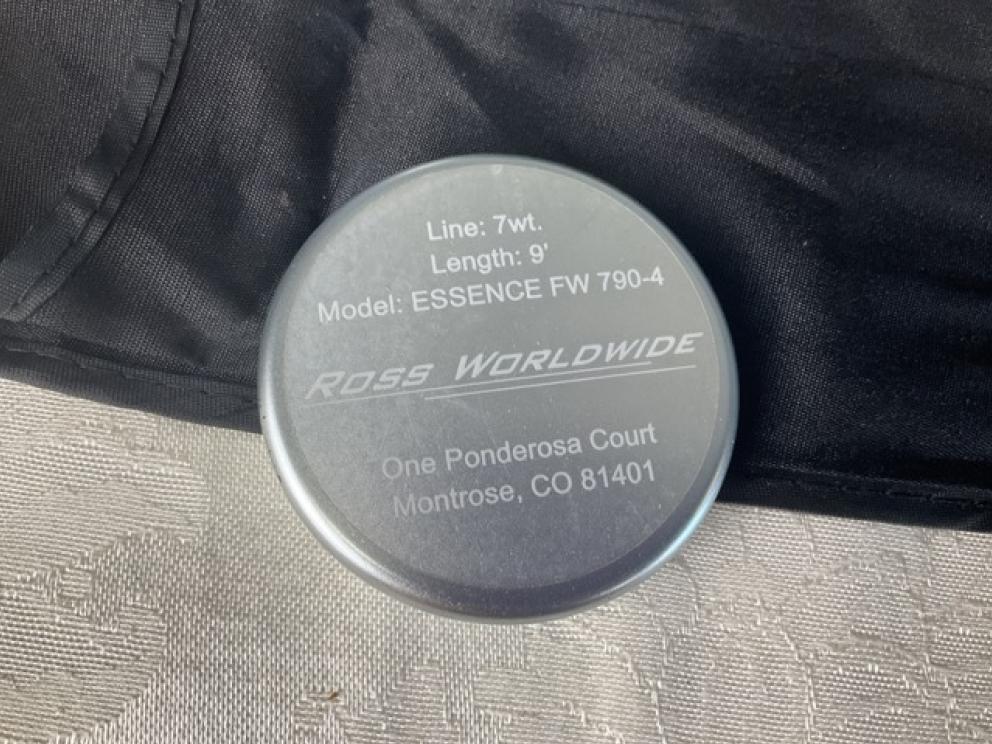 Line: 7wt.
Length: 9'
Model: ESSENCE FW 790-4
ROSS WORLDWIDE
One Ponderosa Court
Montrose, CO 81401